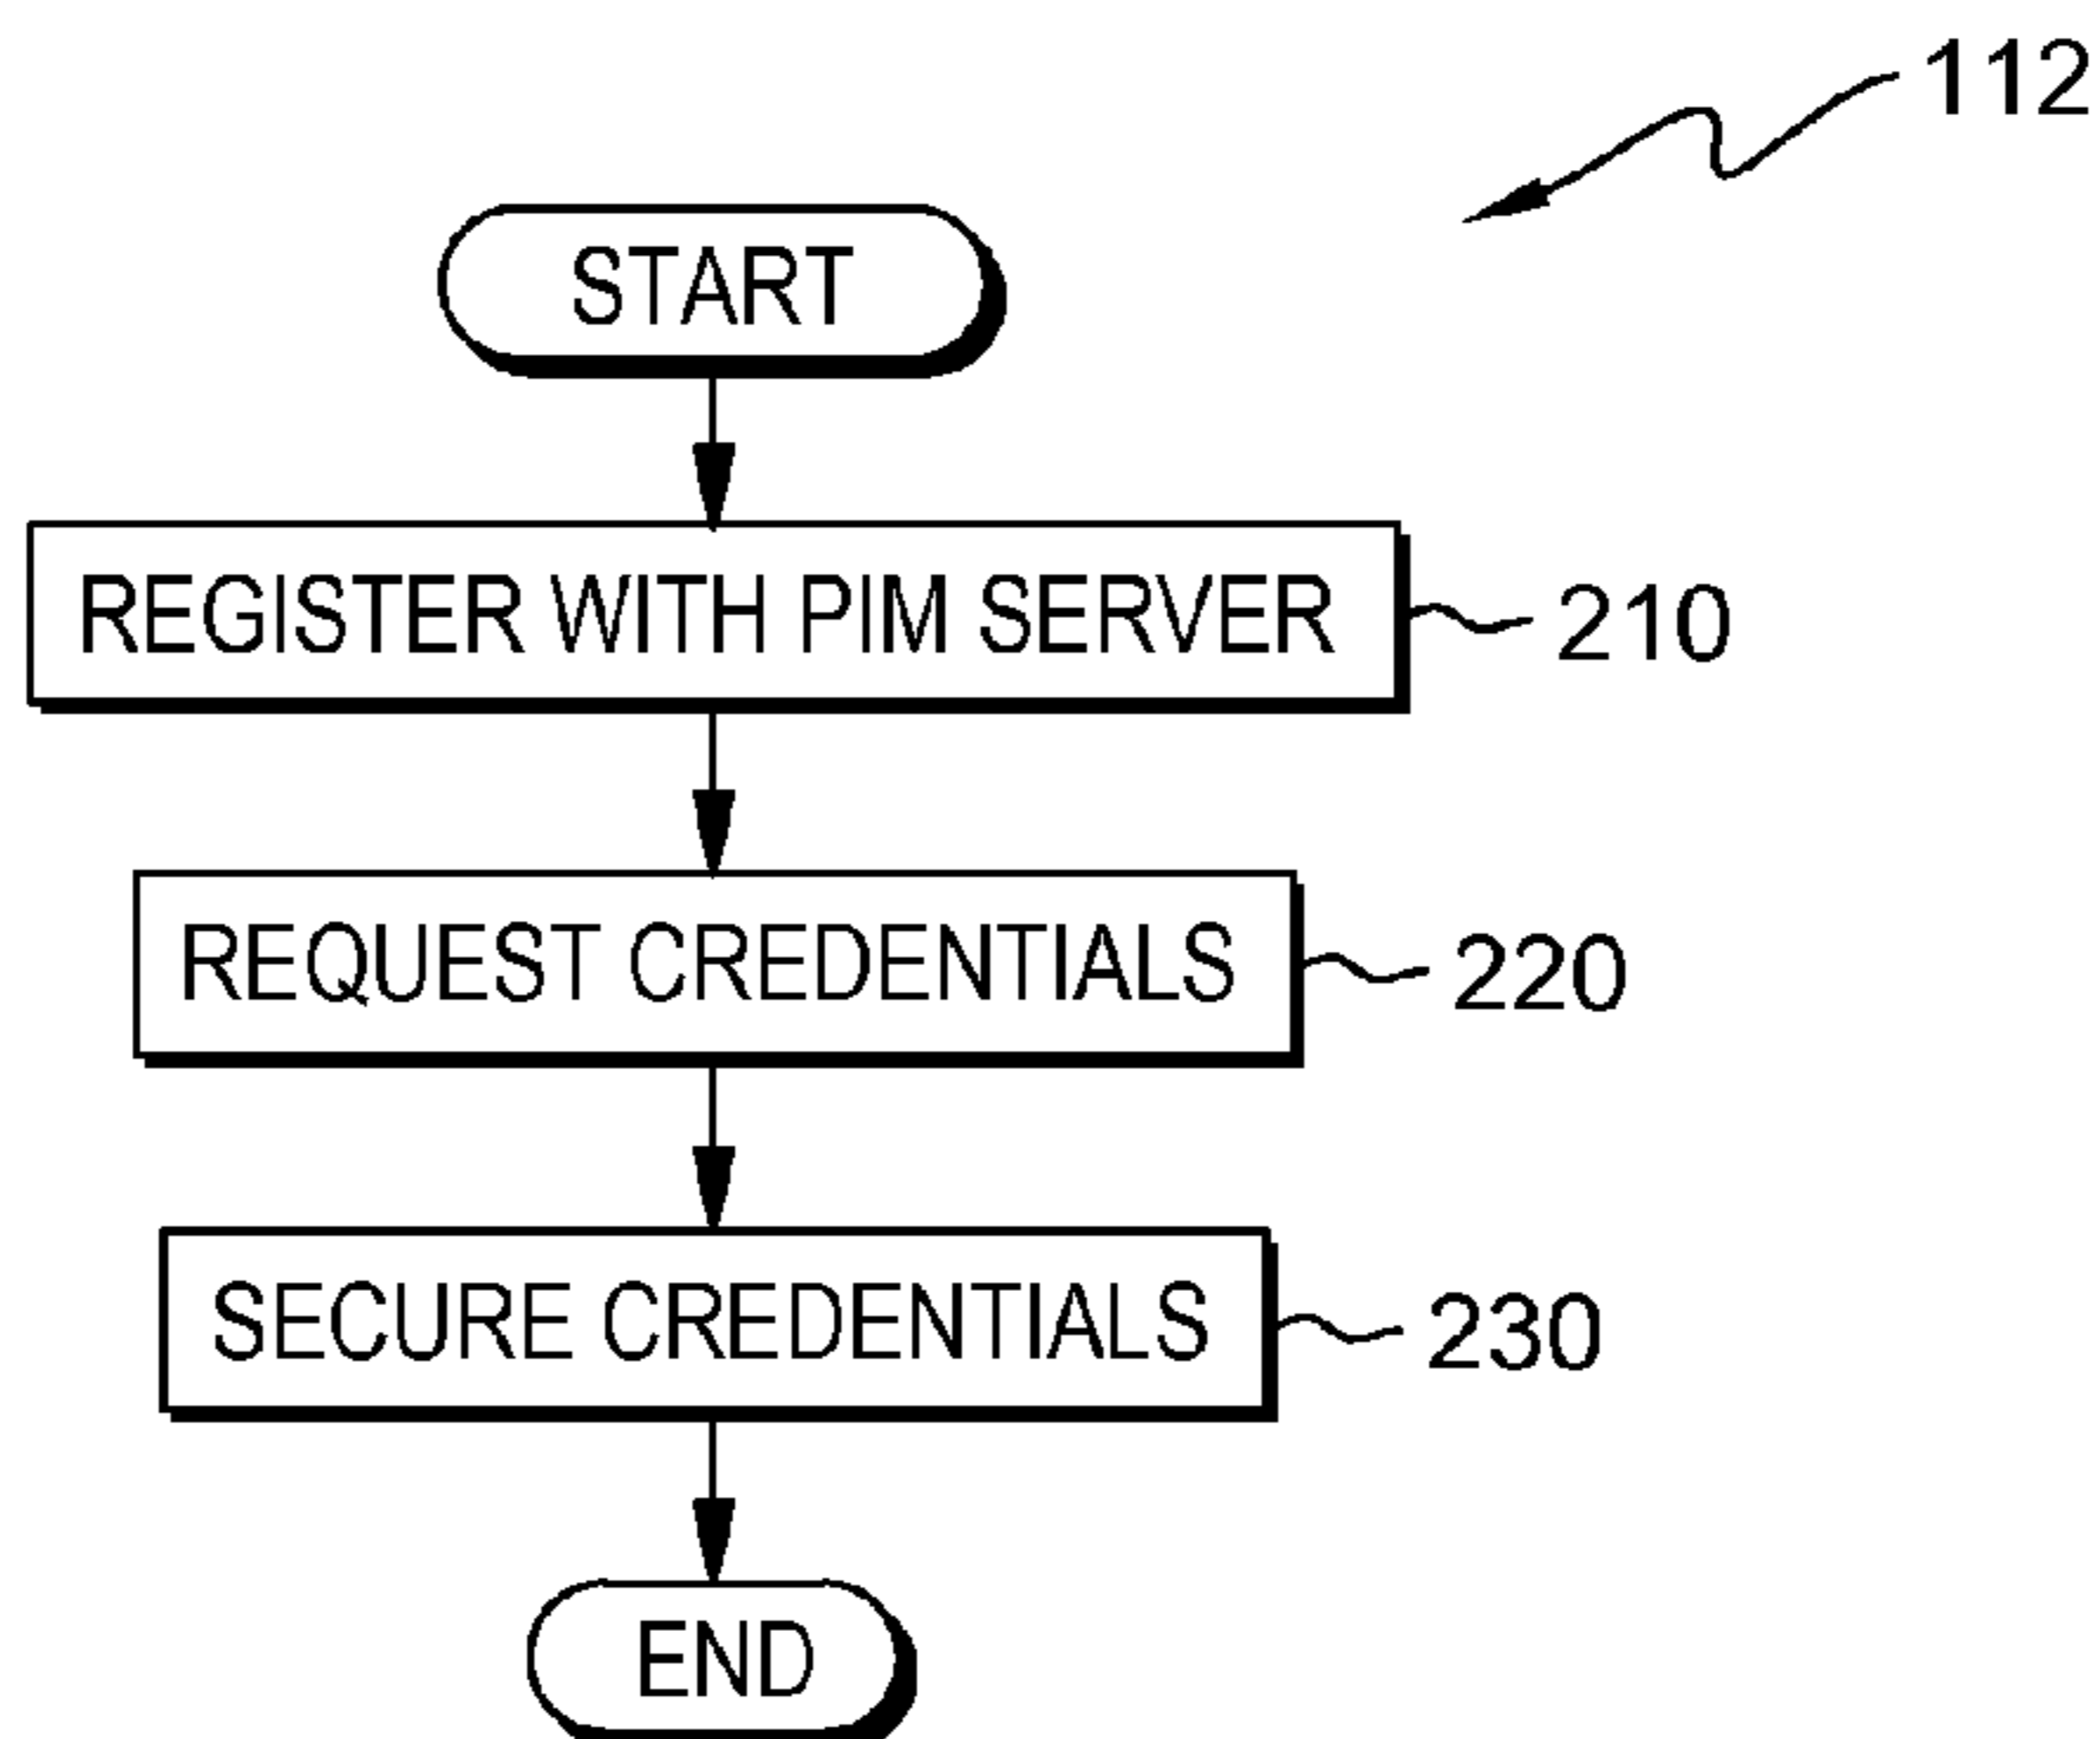 112
START
REGISTER WITH PIM SERVER
210
REQUEST CREDENTIALS
220
SECURE CREDENTIALS
230
END